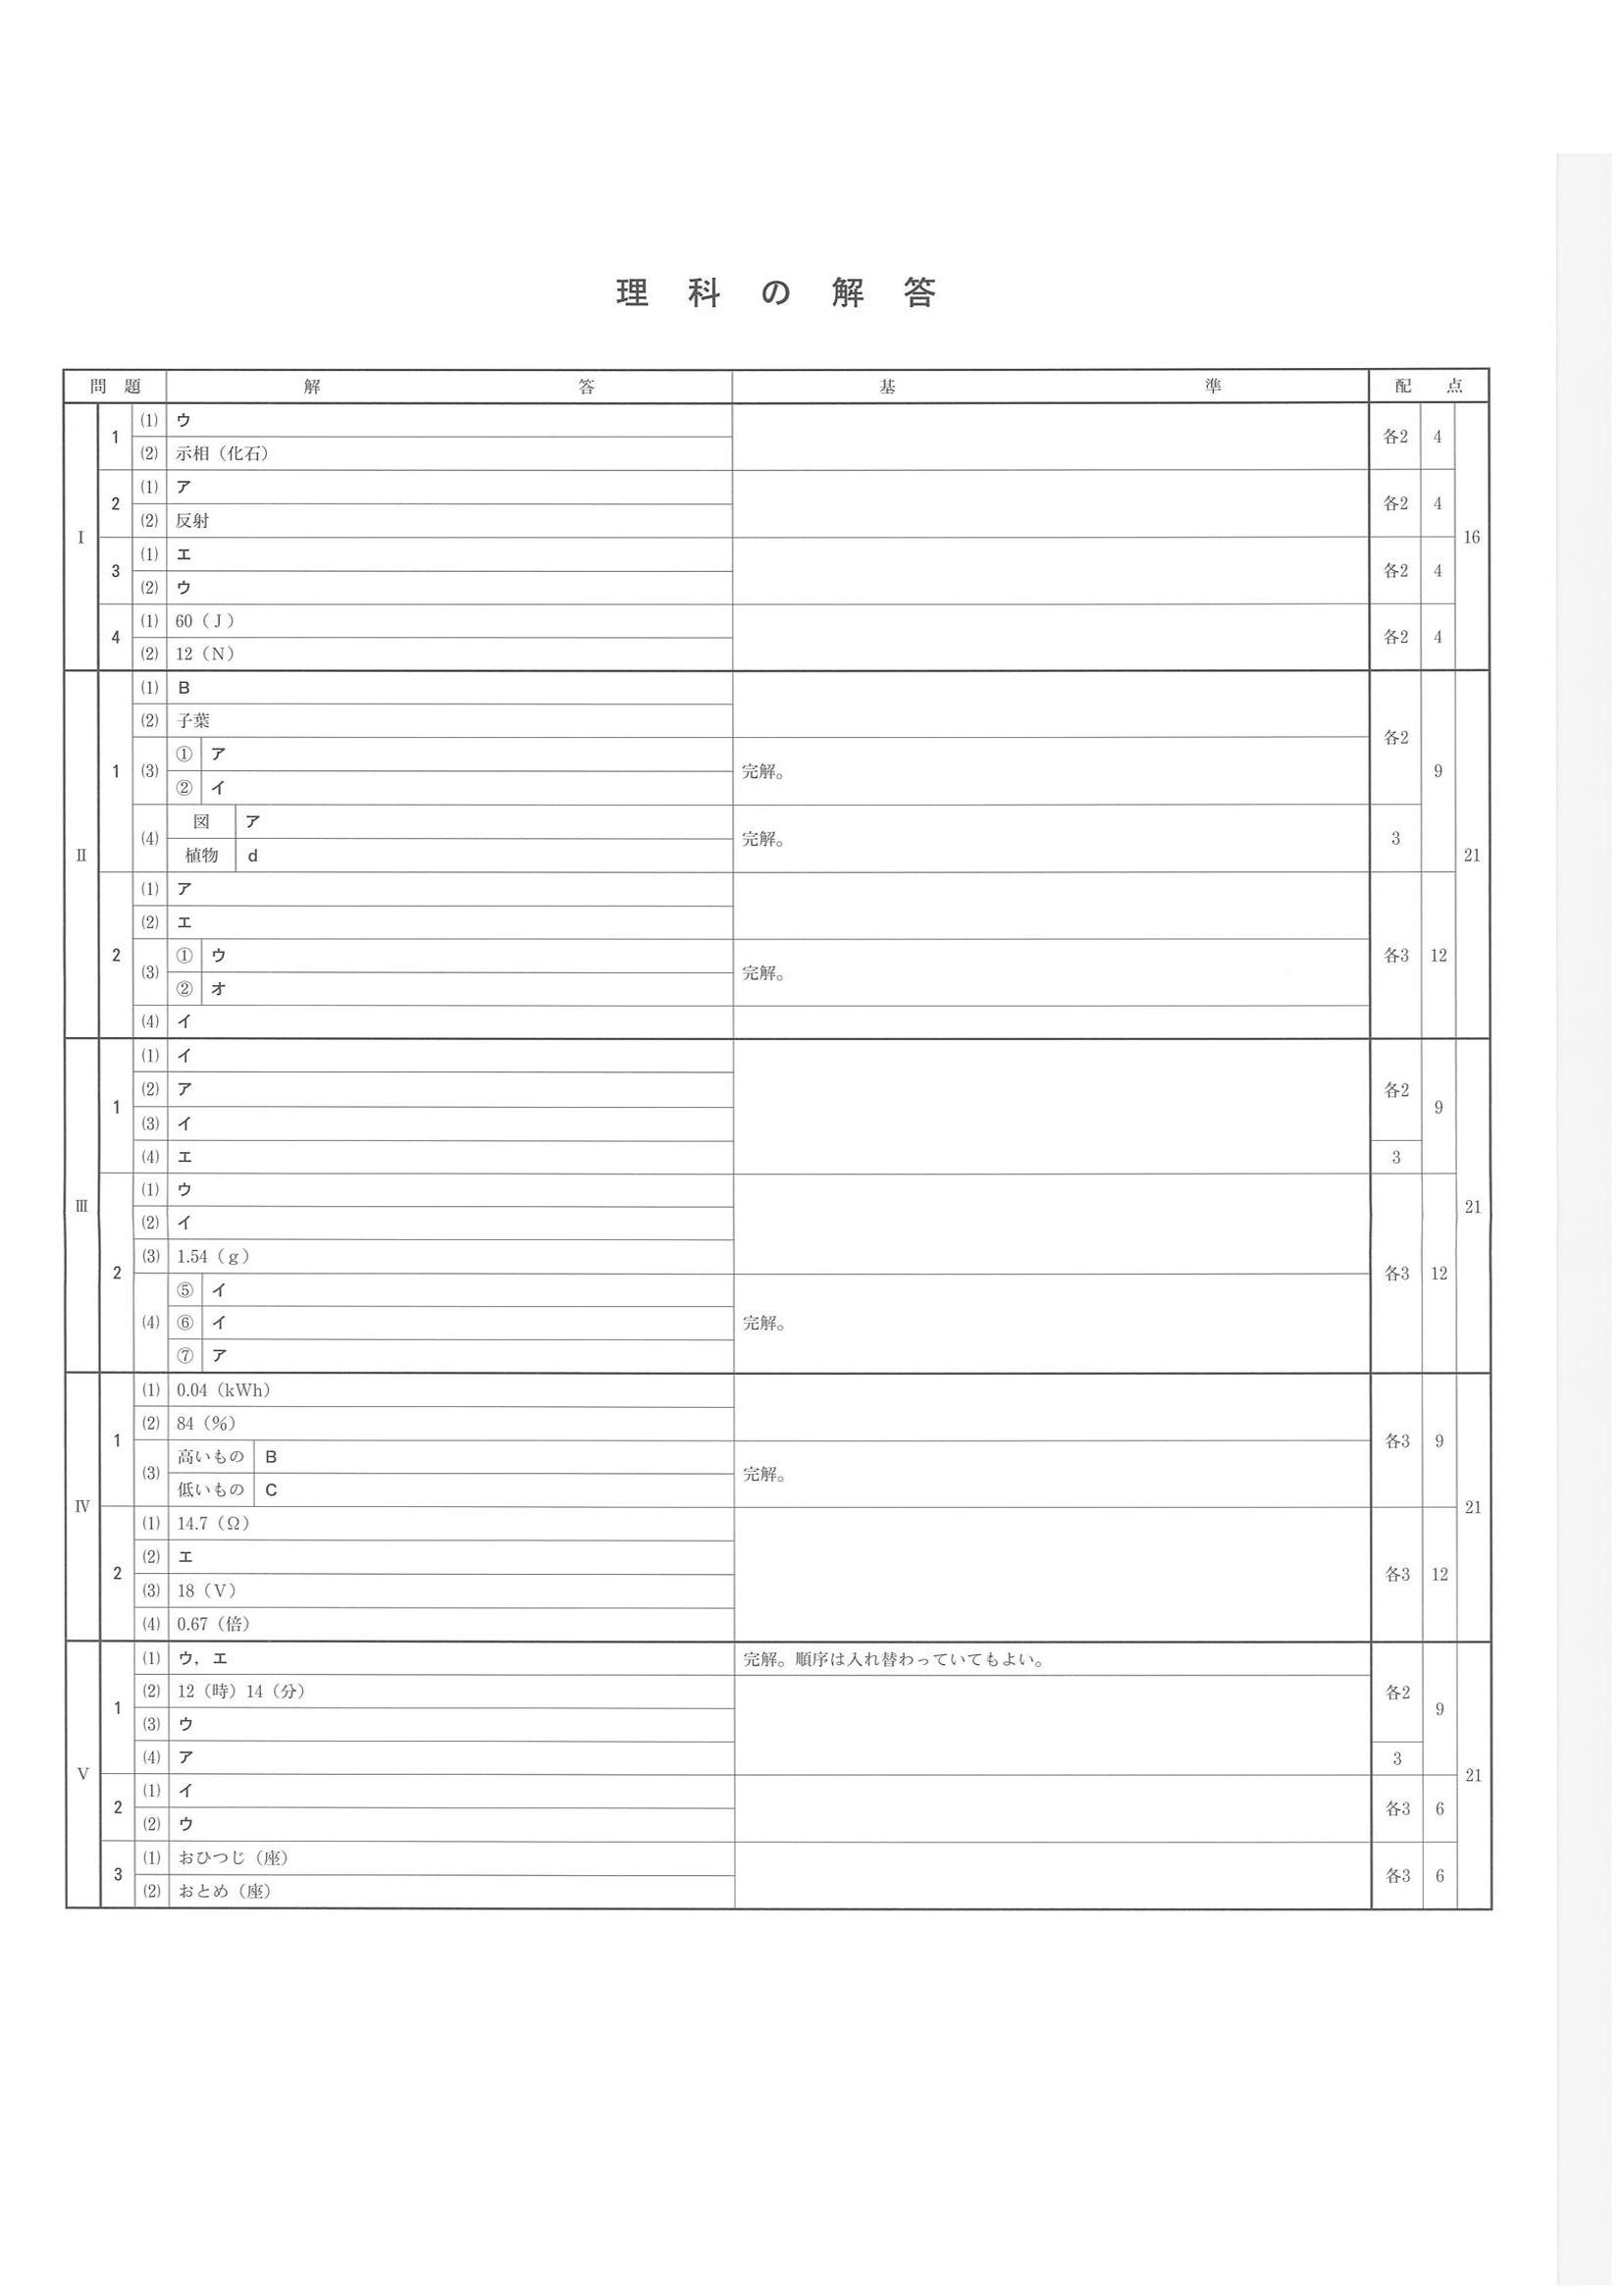 理科の解答
問題 解答 基準 配点
Ⅰ 1 (1) ウ 各2 4 16
(2) 示相（化石）
2 (1) ア 各2 4
(2) 反射
3 (1) エ 各2 4
(2) ウ
4 (1) 60（J） 各2 4
(2) 12（N）
Ⅱ 1 (1) B 各2 9 21
(2) 子葉
(3) ① ア 完解。
② イ
(4) 図 ア 完解。 3
植物 d
2 (1) ア 各3 12
(2) エ
(3) ① ウ 完解。
② オ
(4) イ
Ⅲ 1 (1) イ 各2 9 21
(2) ア
(3) イ
(4) エ 3
2 (1) ウ 各3 12
(2) イ
(3) 1.54（g）
(4) ⑤ イ 完解。
⑥ イ
⑦ ア
Ⅳ 1 (1) 0.04（kWh） 各3 9 21
(2) 84（%）
(3) 高いもの B 完解。
低いもの C
2 (1) 14.7（Ω） 各3 12
(2) エ
(3) 18（V）
(4) 0.67（倍）
Ⅴ 1 (1) ウ，エ 完解。順序は入れ替わっていてもよい。 各2 9 21
(2) 12（時）14（分）
(3) ウ
(4) ア 3
2 (1) イ 各3 6
(2) ウ
3 (1) おひつじ（座） 各3 6
(2) おとめ（座）